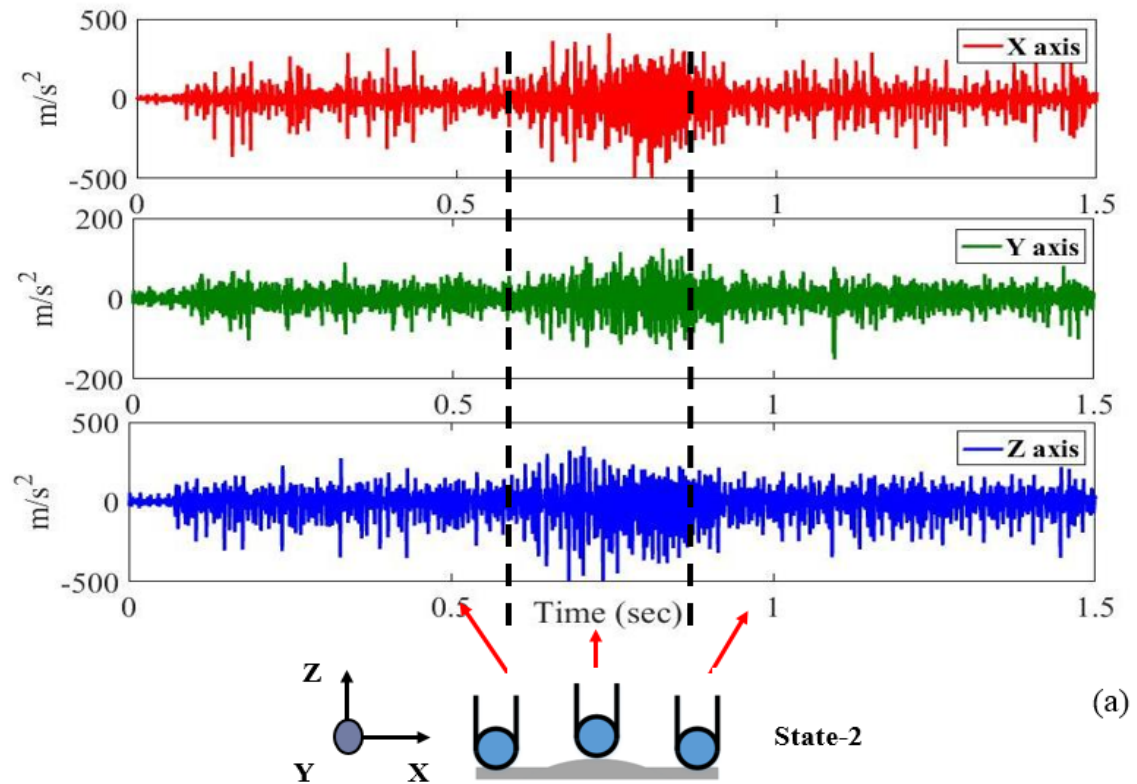 500
X axis
m/s²
0
-500
0 0.5 1 1.5
200
Y axis
m/s²
0
-200
0 0.5 1 1.5
500
Z axis
m/s²
0
-500
0 0.5 Time (sec) 1 1.5
Z
Y X
State-2
(a)